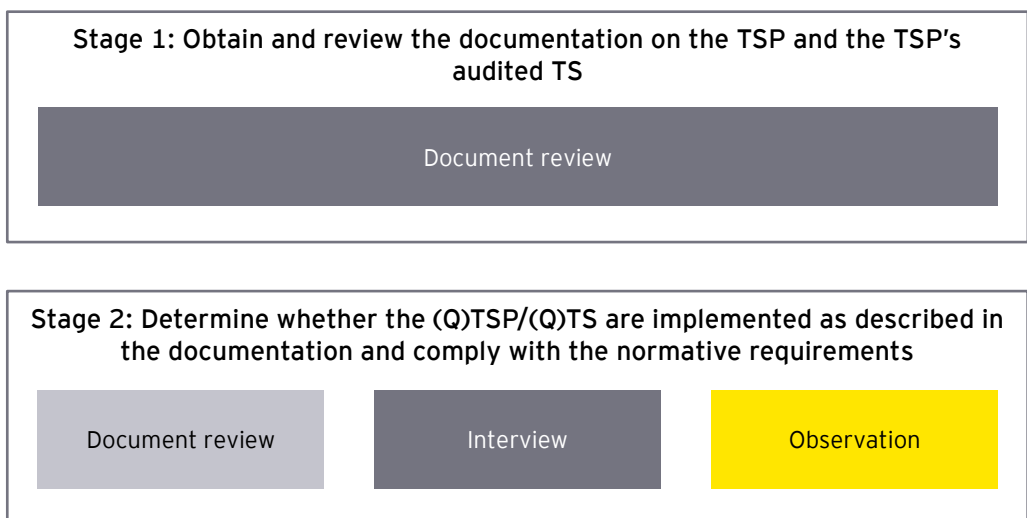 Stage 1: Obtain and review the documentation on the TSP and the TSP's
audited TS
Document review
Stage 2: Determine whether the (Q)TSP/(Q)TS are implemented as described in
the documentation and comply with the normative requirements
Document review
Interview
Observation